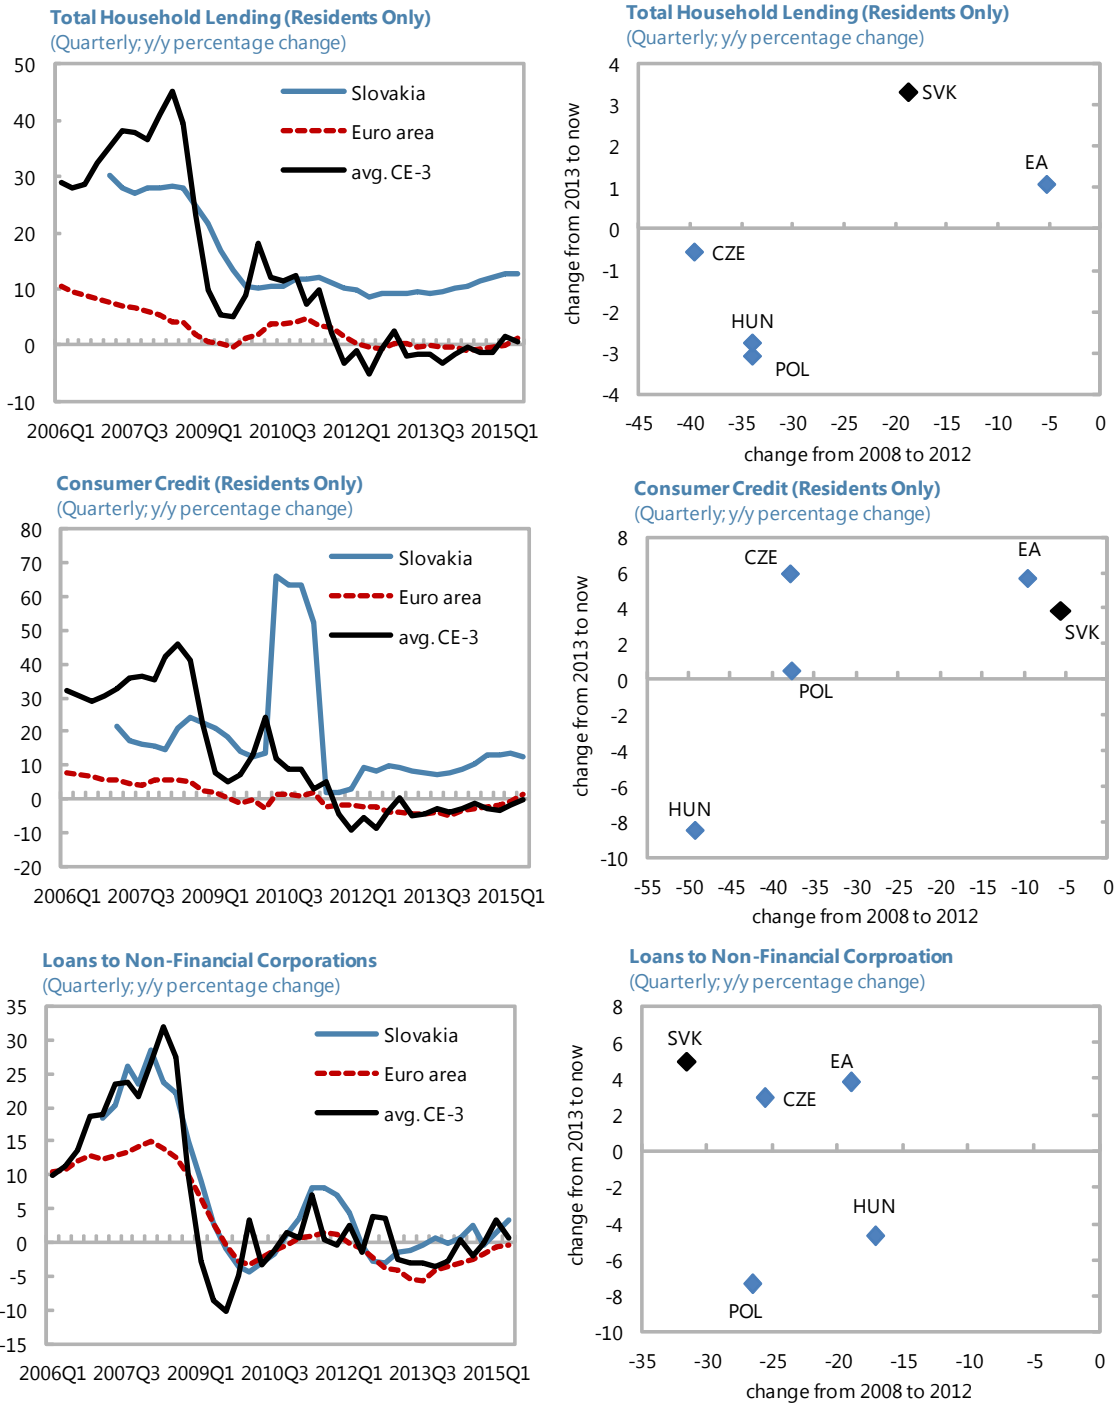 Total Household Lending (Residents Only)
(Quarterly; y/y percentage change)
50
40
30
20
10
0
-10
Slovakia
Euro area
avg. CE-3
2006Q1 2007Q3 2009Q1 2010Q3 2012Q1 2013Q3 2015Q1
Total Household Lending (Residents Only)
(Quarterly; y/y percentage change)
change from 2013 to now
4
3
2
1
0
-1
-2
-3
-4
SVK
EA
CZE
HUN
POL
-45 -40 -35 -30 -25 -20 -15 -10 -5 0
change from 2008 to 2012
Consumer Credit (Residents Only)
(Quarterly; y/y percentage change)
80
70
60
50
40
30
20
10
0
-10
-20
Slovakia
Euro area
avg. CE-3
2006Q1 2007Q3 2009Q1 2010Q3 2012Q1 2013Q3 2015Q1
Consumer Credit (Residents Only)
(Quarterly; y/y percentage change)
change from 2013 to now
8
6
4
2
0
-2
-4
-6
-8
-10
CZE
EA
SVK
POL
HUN
-55 -50 -45 -40 -35 -30 -25 -20 -15 -10 -5 0
change from 2008 to 2012
Loans to Non-Financial Corporations
(Quarterly; y/y percentage change)
35
30
25
20
15
10
5
0
-5
-10
-15
Slovakia
Euro area
avg. CE-3
2006Q1 2007Q3 2009Q1 2010Q3 2012Q1 2013Q3 2015Q1
Loans to Non-Financial Corproation
(Quarterly; y/y percentage change)
change from 2013 to now
8
6
4
2
0
-2
-4
-6
-8
-10
SVK
EA
CZE
HUN
POL
-35 -30 -25 -20 -15 -10 -5 0
change from 2008 to 2012